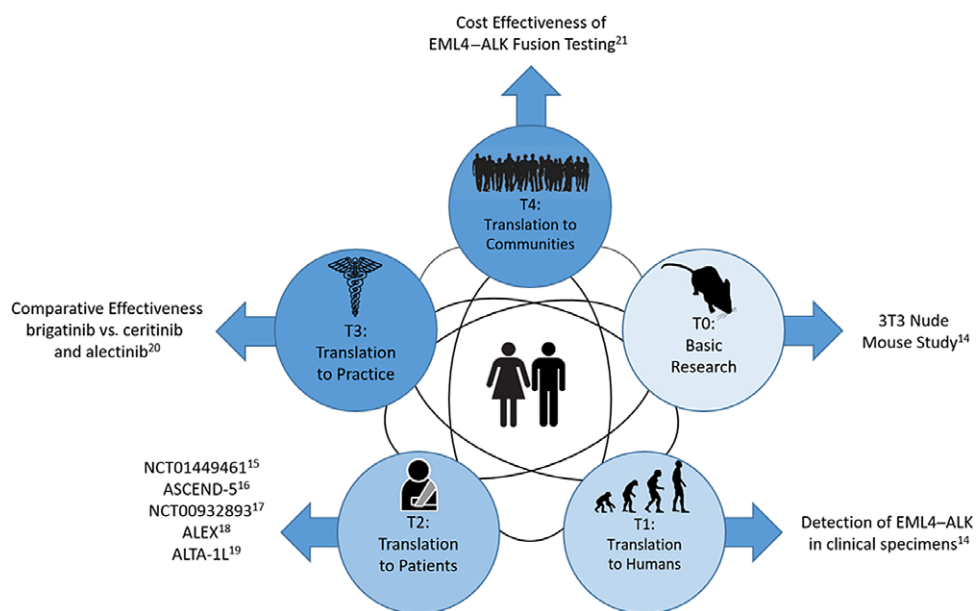 Cost Effectiveness of
EML4–ALK Fusion Testing21
T4:
Translation to
Communities
T3:
Translation
to Practice
Comparative Effectiveness
brigatinib vs. ceritinib
and alectinib20
T0:
Basic
Research
3T3 Nude
Mouse Study14
NCT0144946115
ASCEND-516
NCT0093289317
ALEX18
ALTA-1L19
T2:
Translation
to Patients
T1:
Translation
to Humans
Detection of EML4–ALK
in clinical specimens14